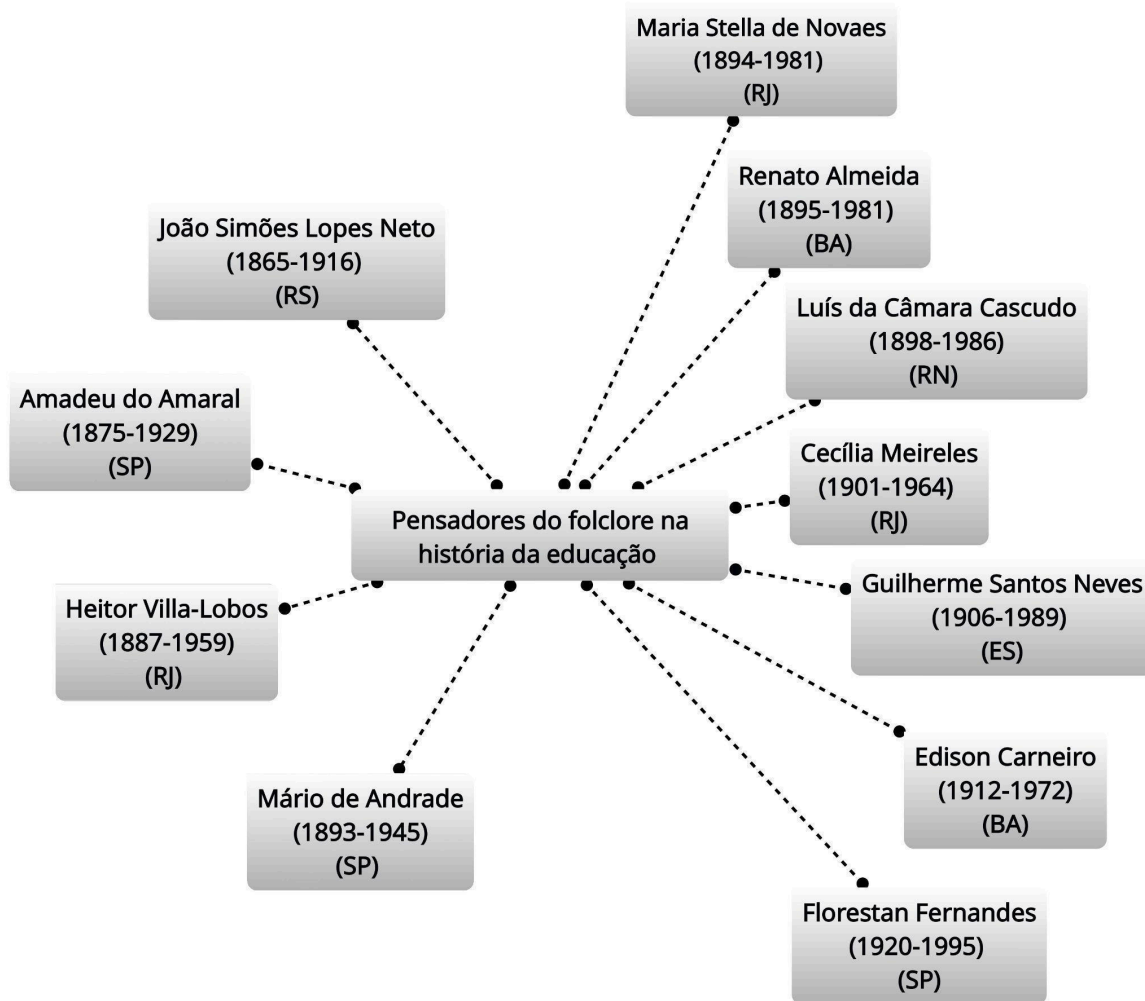 Maria Stella de Novaes
(1894-1981)
(RJ)
Renato Almeida
(1895-1981)
(BA)
João Simões Lopes Neto
(1865-1916)
(RS)
Luís da Câmara Cascudo
(1898-1986)
(RN)
Amadeu do Amaral
(1875-1929)
(SP)
Cecília Meireles
(1901-1964)
(RJ)
Pensadores do folclore na
história da educação
Guilherme Santos Neves
(1906-1989)
(ES)
Heitor Villa-Lobos
(1887-1959)
(RJ)
Edison Carneiro
(1912-1972)
(BA)
Mário de Andrade
(1893-1945)
(SP)
Florestan Fernandes
(1920-1995)
(SP)